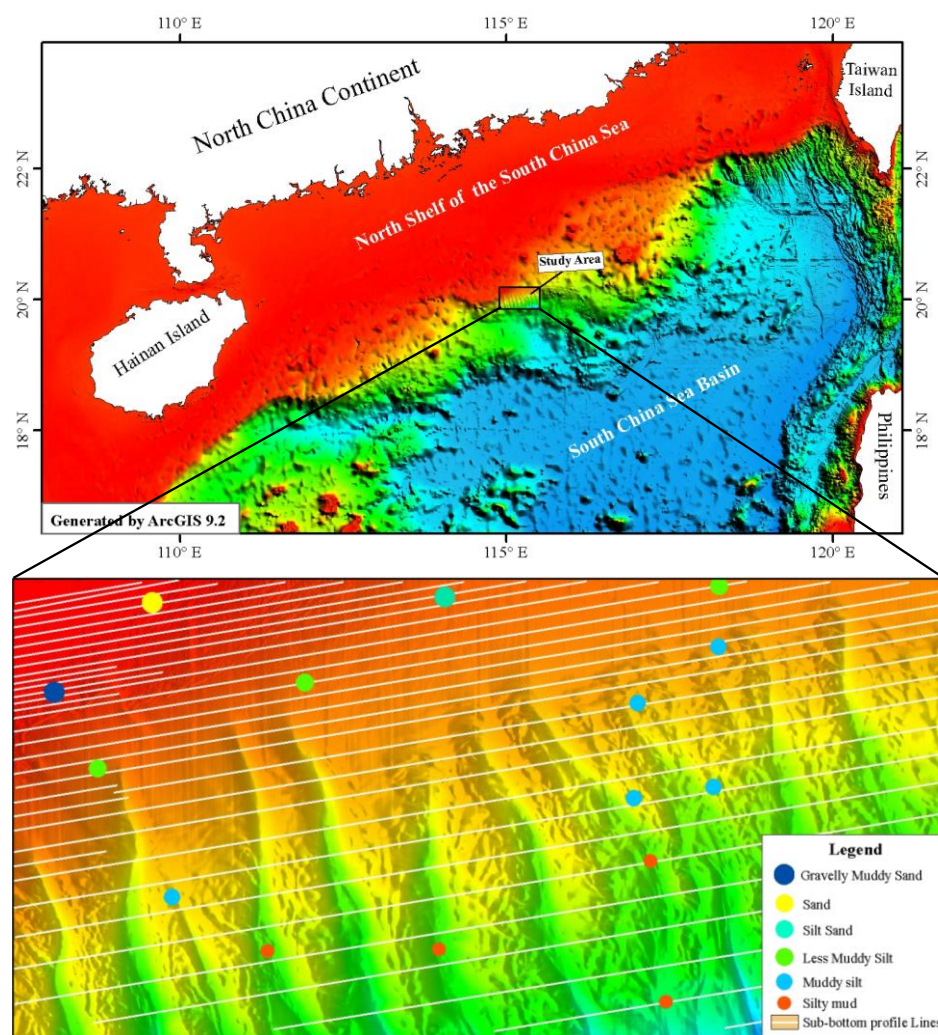 110° E
115° E
120° E
North China Continent
Taiwan
Island
22° N
22° N
North Shelf of the South China Sea
Study Area
20° N
20° N
Hainan Island
South China Sea Basin
18° N
18° N
Philippines
Generated by ArcGIS 9.2
110° E
115° E
120° E
Legend
Gravelly Muddy Sand
Sand
Silt Sand
Less Muddy Silt
Muddy silt
Silty mud
Sub-bottom profile Lines